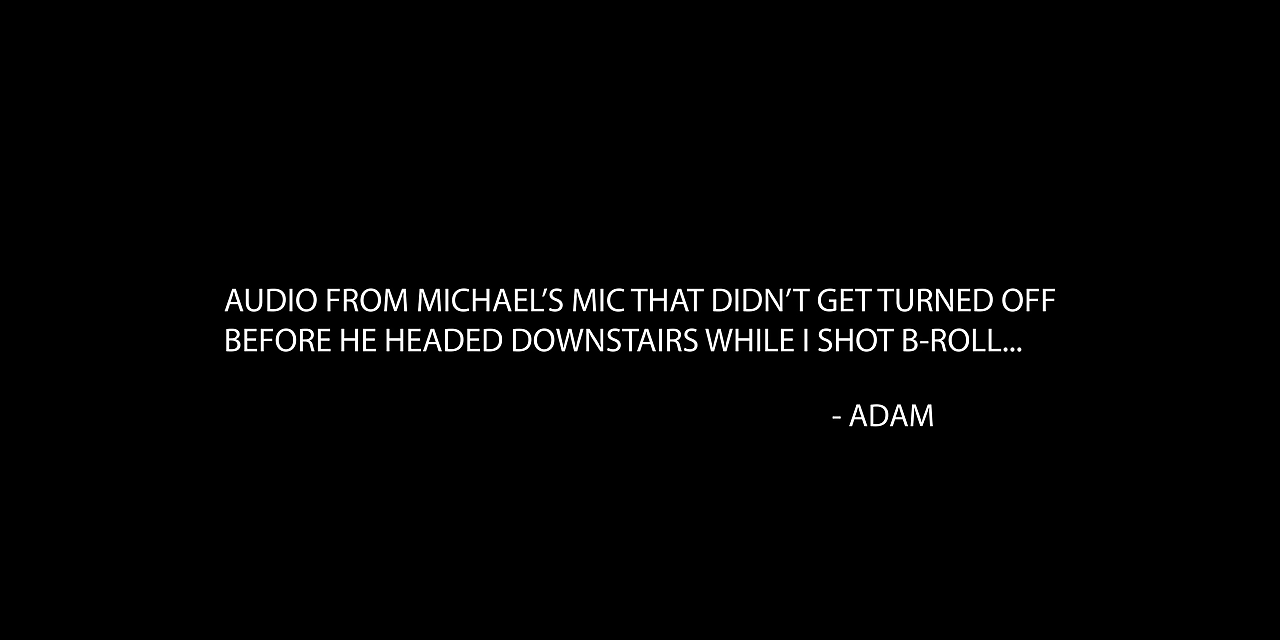 AUDIO FROM MICHAEL’S MIC THAT DIDN’T GET TURNED OFF
BEFORE HE HEADED DOWNSTAIRS WHILE I SHOT B-ROLL...
- ADAM